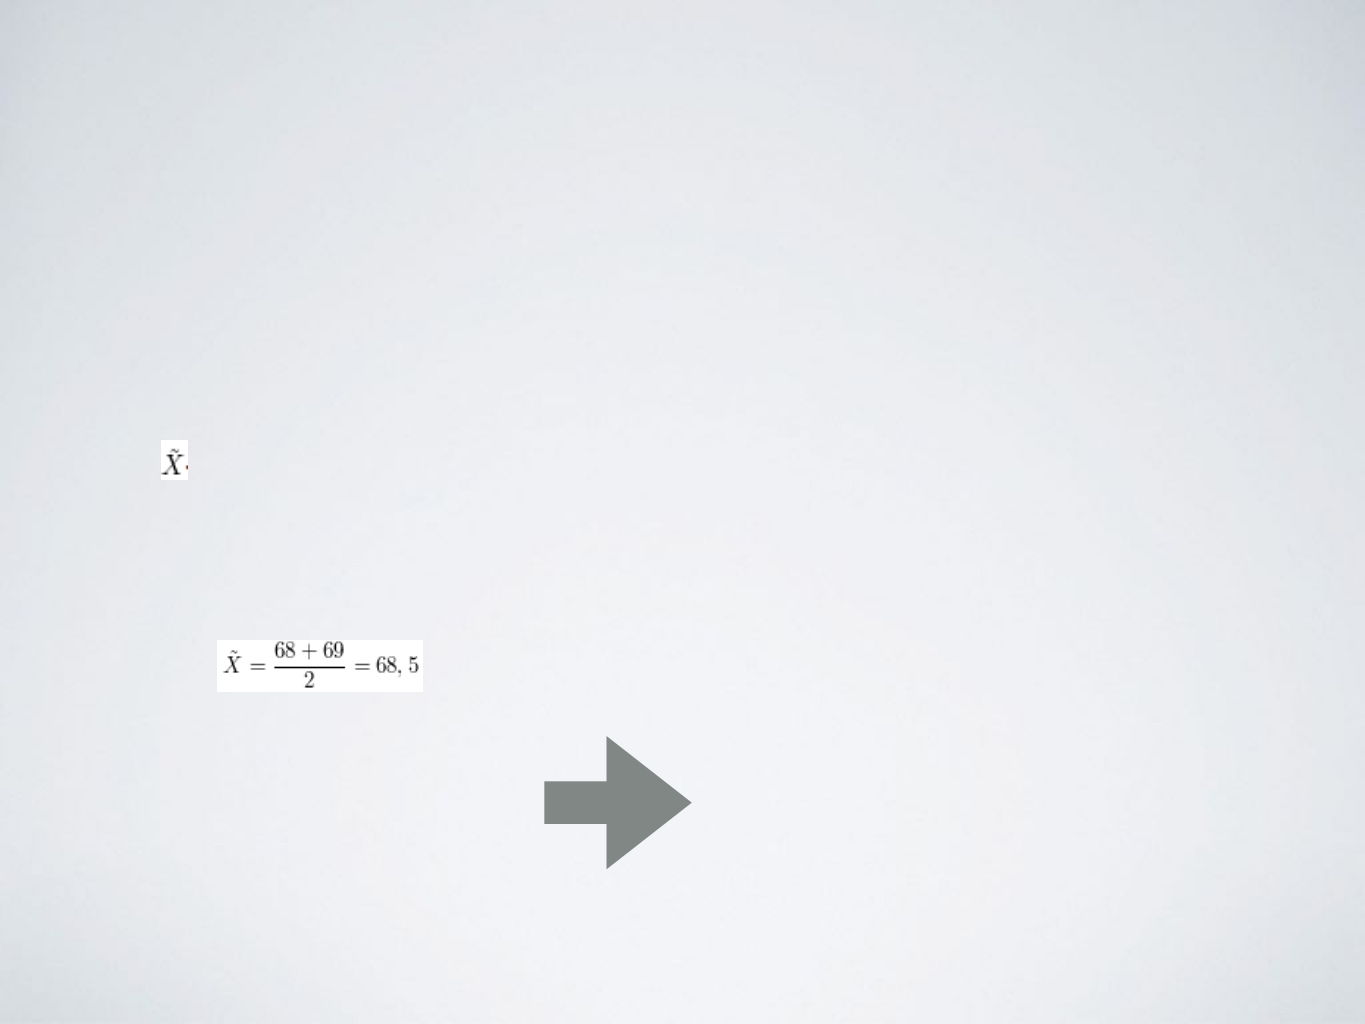 X̃
X̃ = (68 + 69)/2 = 68, 5